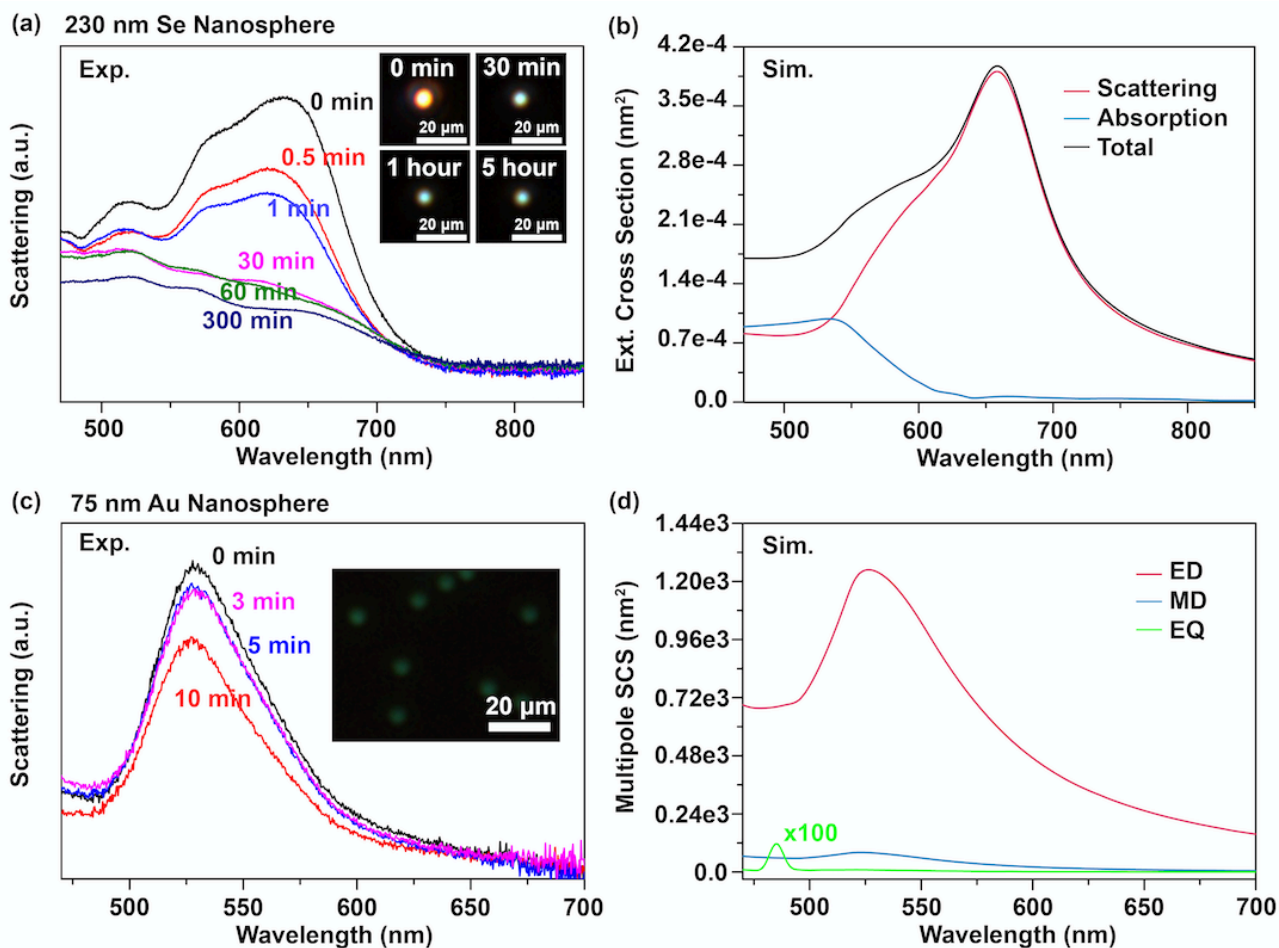 (a) 230 nm Se Nanosphere
Exp.
0 min
0.5 min
1 min
30 min
60 min
300 min
0 min
20 µm
30 min
20 µm
1 hour
20 µm
5 hour
20 µm
Scattering (a.u.)
500 600 700 800
Wavelength (nm)
(b)
Sim.
Scattering
Absorption
Total
Ext. Cross Section (nm²)
4.2e-4
3.5e-4
2.8e-4
2.1e-4
1.4e-4
0.7e-4
0.0
500 600 700 800
Wavelength (nm)
(c) 75 nm Au Nanosphere
Exp.
0 min
3 min
5 min
10 min
20 µm
Scattering (a.u.)
500 550 600 650 700
Wavelength (nm)
(d)
Sim.
ED
MD
EQ
x100
Multipole SCS (nm²)
1.44e3
1.20e3
0.96e3
0.72e3
0.48e3
0.24e3
0.0
500 550 600 650 700
Wavelength (nm)